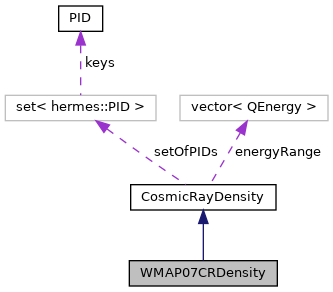 PID
keys
set< hermes::PID >
vector< QEnergy >
setOfPIDs
energyRange
CosmicRayDensity
WMAP07CRDensity